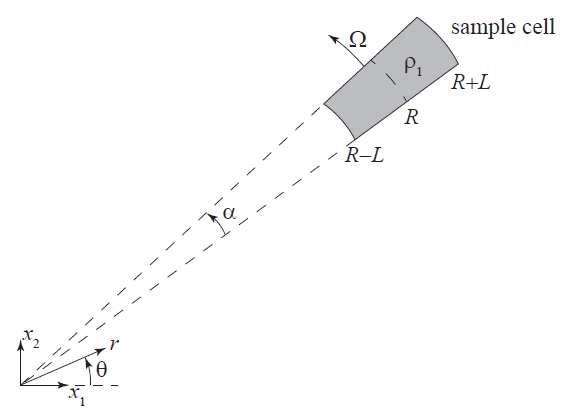 sample cell
Ω
ρ₁
R+L
R
R–L
α
x₂
r
θ
x₁